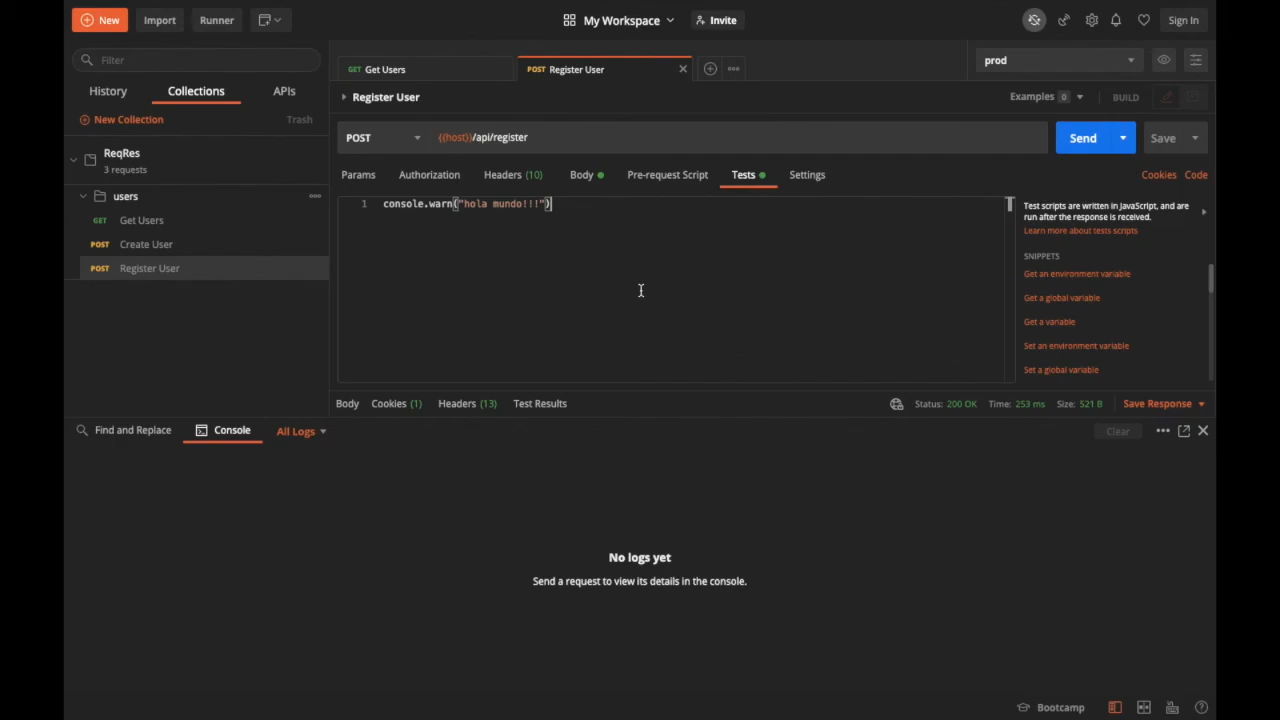 New Import Runner My Workspace Invite Sign In
Filter
GET Get Users POST Register User prod
History Collections APIs
Register User Examples 0 BUILD
New Collection Trash
POST {{host}}/api/register Send Save
ReqRes
3 requests
Params Authorization Headers (10) Body Pre-request Script Tests Settings Cookies Code
users
1 console.warn("hola mundo!!!")
Test scripts are written in JavaScript, and are
run after the response is received.
Learn more about tests scripts
GET Get Users
POST Create User
POST Register User
SNIPPETS
Get an environment variable
Get a global variable
Get a variable
Set an environment variable
Set a global variable
Body Cookies (1) Headers (13) Test Results Status: 200 OK Time: 253 ms Size: 521 B Save Response
Find and Replace Console All Logs Clear
No logs yet
Send a request to view its details in the console.
Bootcamp